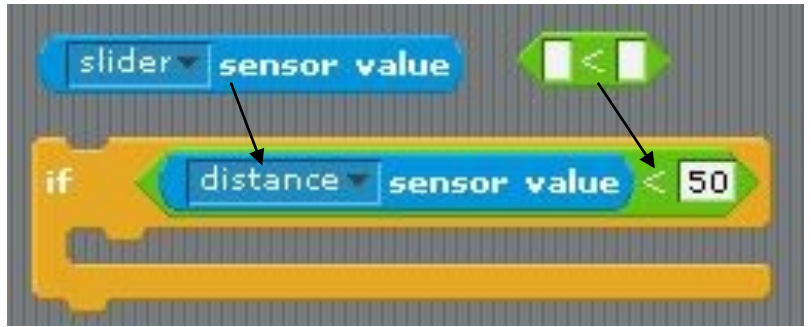 slider sensor value <
if distance sensor value < 50